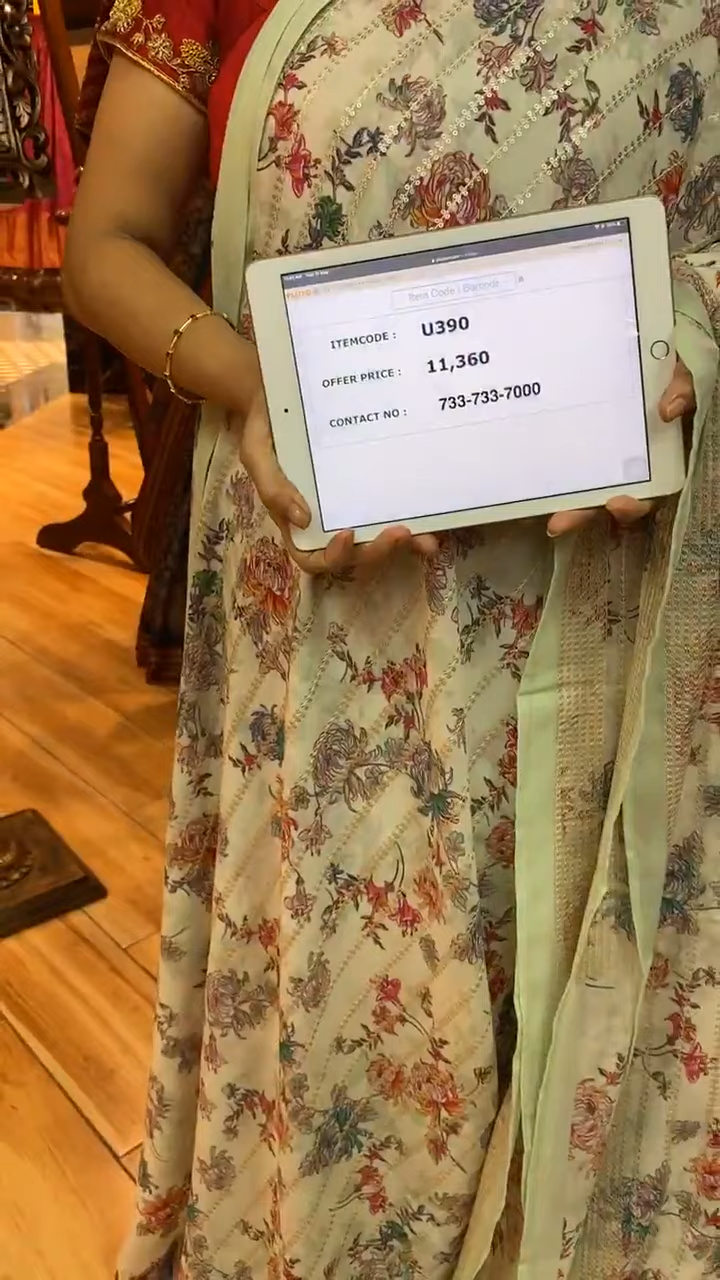 Item Code / Barcode
ITEMCODE : U390
OFFER PRICE : 11,360
CONTACT NO : 733-733-7000